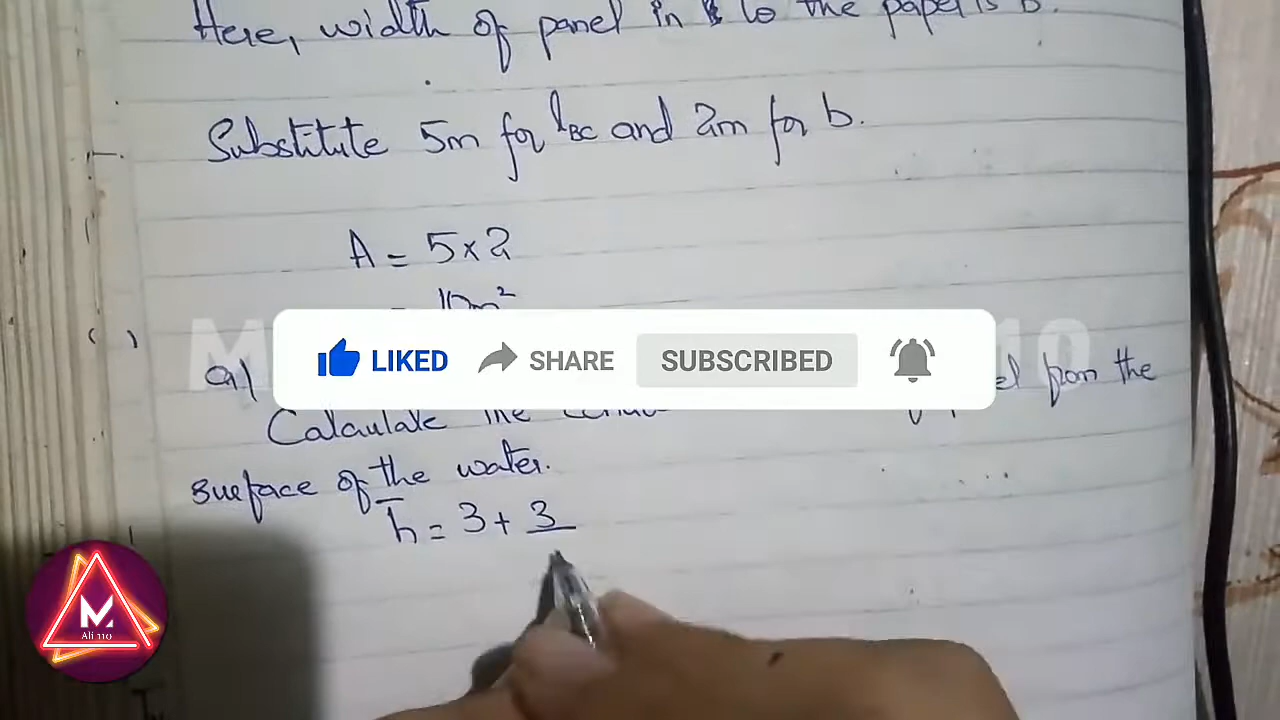 Here, width of panel in to the paper is b.
Substitute 5m for lBC and 2m for b.
A = 5×2
= 10m²
a)
from the
Calculate the
surface of the water.
h̄ = 3 + 3
LIKED SHARE SUBSCRIBED
M
Ali 110